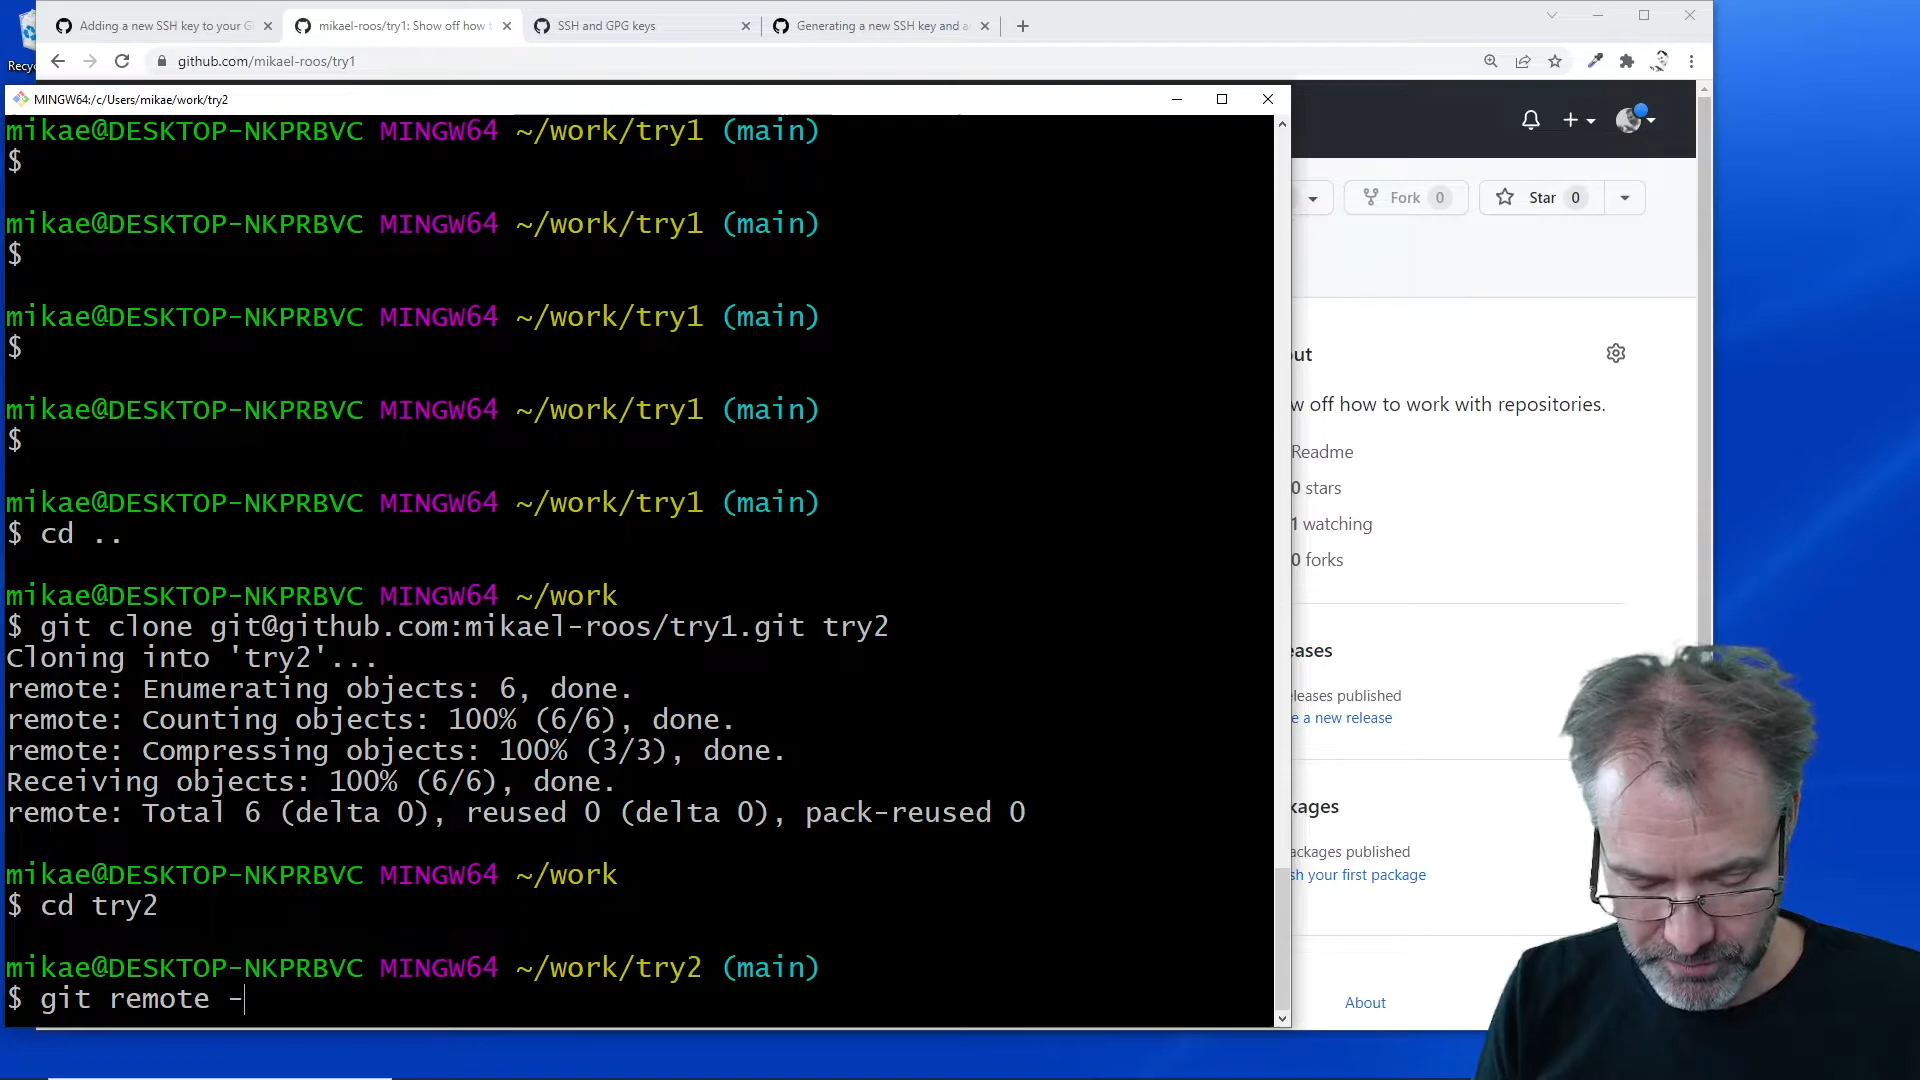 Adding a new SSH key to your G
mikael-roos/try1: Show off how t
SSH and GPG keys
Generating a new SSH key and a
Recyc
github.com/mikael-roos/try1
MINGW64:/c/Users/mikae/work/try2
mikae@DESKTOP-NKPRBVC MINGW64 ~/work/try1 (main)
$
mikae@DESKTOP-NKPRBVC MINGW64 ~/work/try1 (main)
$
mikae@DESKTOP-NKPRBVC MINGW64 ~/work/try1 (main)
$
mikae@DESKTOP-NKPRBVC MINGW64 ~/work/try1 (main)
$
mikae@DESKTOP-NKPRBVC MINGW64 ~/work/try1 (main)
$ cd ..
mikae@DESKTOP-NKPRBVC MINGW64 ~/work
$ git clone git@github.com:mikael-roos/try1.git try2
Cloning into 'try2'...
remote: Enumerating objects: 6, done.
remote: Counting objects: 100% (6/6), done.
remote: Compressing objects: 100% (3/3), done.
Receiving objects: 100% (6/6), done.
remote: Total 6 (delta 0), reused 0 (delta 0), pack-reused 0
mikae@DESKTOP-NKPRBVC MINGW64 ~/work
$ cd try2
mikae@DESKTOP-NKPRBVC MINGW64 ~/work/try2 (main)
$ git remote -
Fork 0
Star 0
out
w off how to work with repositories.
Readme
0 stars
1 watching
0 forks
eases
eleases published
e a new release
kages
ackages published
sh your first package
About